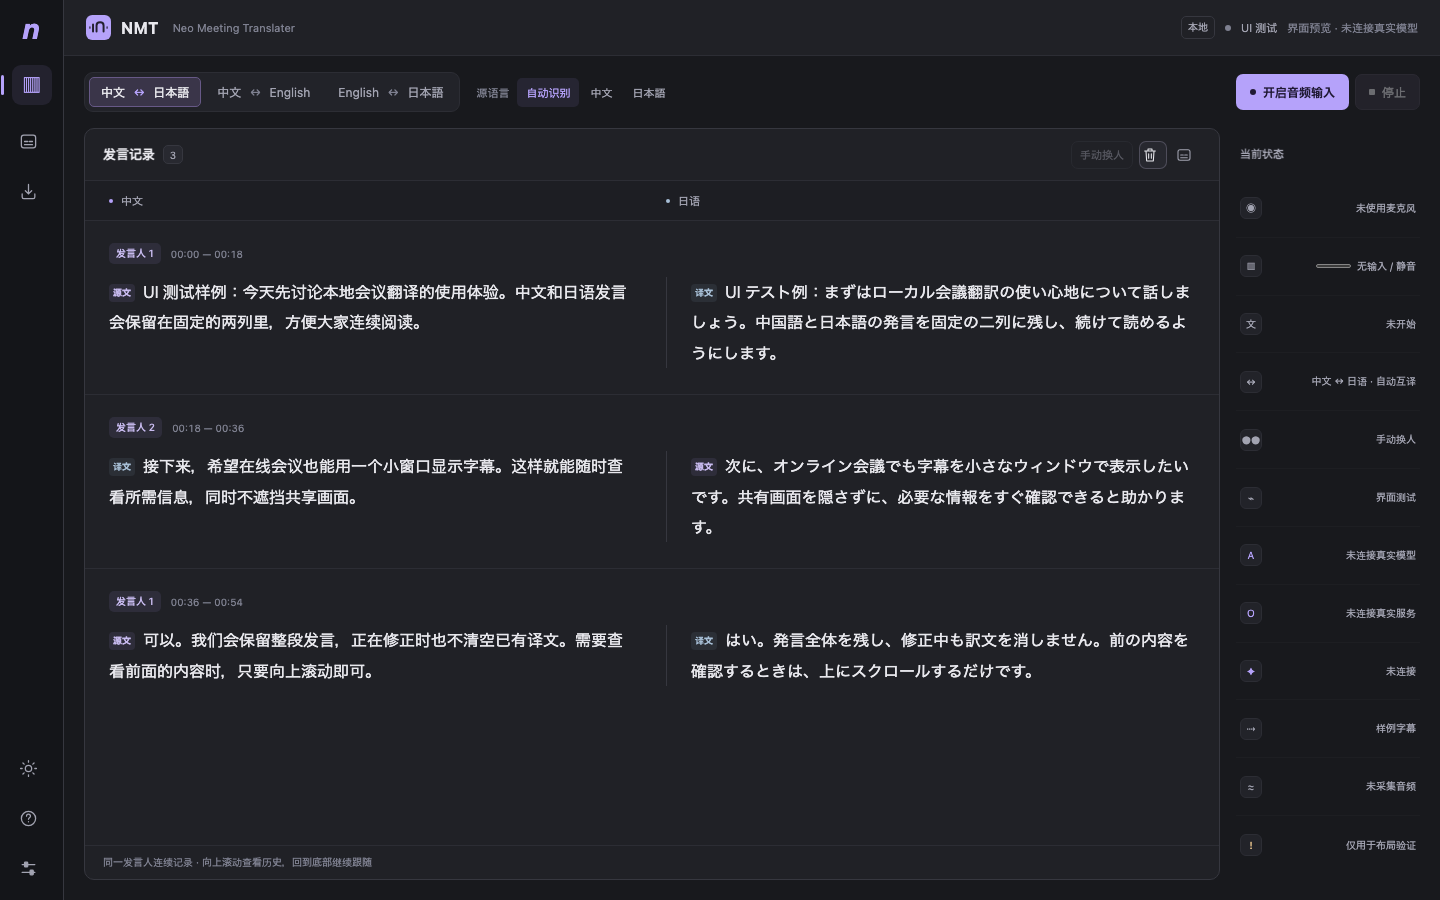 n
NMT Neo Meeting Translater
本地 UI 测试 界面预览 · 未连接真实模型
中文 ↔ 日本語 中文 ↔ English English ↔ 日本語 源语言 自动识别 中文 日本語
开启音频输入 停止
发言记录 3 手动换人
中文 日语
发言人 1 00:00 — 00:18
源文 UI 测试样例：今天先讨论本地会议翻译的使用体验。中文和日语发言
会保留在固定的两列里，方便大家连续阅读。
译文 UI テスト例：まずはローカル会議翻訳の使い心地について話しま
しょう。中国語と日本語の発言を固定の二列に残し、続けて読めるよ
うにします。
发言人 2 00:18 — 00:36
译文 接下来，希望在线会议也能用一个小窗口显示字幕。这样就能随时查
看所需信息，同时不遮挡共享画面。
源文 次に、オンライン会議でも字幕を小さなウィンドウで表示したい
です。共有画面を隠さずに、必要な情報をすぐ確認できると助かりま
す。
发言人 1 00:36 — 00:54
源文 可以。我们会保留整段发言，正在修正时也不清空已有译文。需要查
看前面的内容时，只要向上滚动即可。
译文 はい。発言全体を残し、修正中も訳文を消しません。前の内容を
確認するときは、上にスクロールするだけです。
同一发言人连续记录 · 向上滚动查看历史，回到底部继续跟随
当前状态
未使用麦克风
无输入 / 静音
文 未开始
↔ 中文 ↔ 日语 · 自动互译
手动换人
界面测试
A 未连接真实模型
O 未连接真实服务
未连接
样例字幕
≈ 未采集音频
! 仅用于布局验证